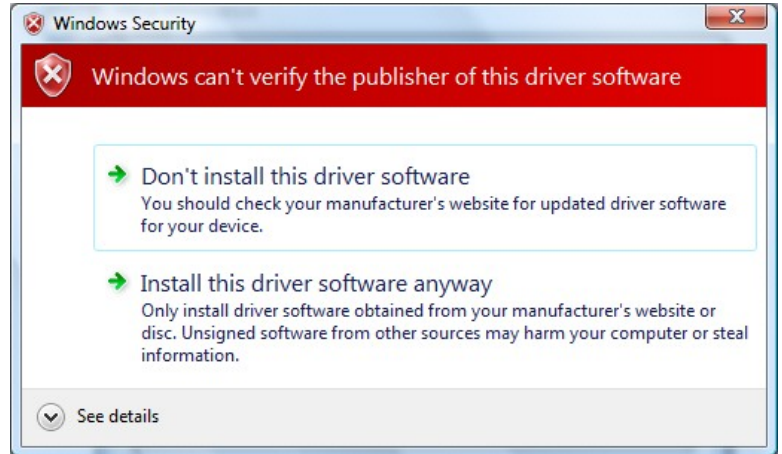 Windows Security
Windows can't verify the publisher of this driver software
Don't install this driver software
You should check your manufacturer's website for updated driver software
for your device.
Install this driver software anyway
Only install driver software obtained from your manufacturer's website or
disc. Unsigned software from other sources may harm your computer or steal
information.
See details